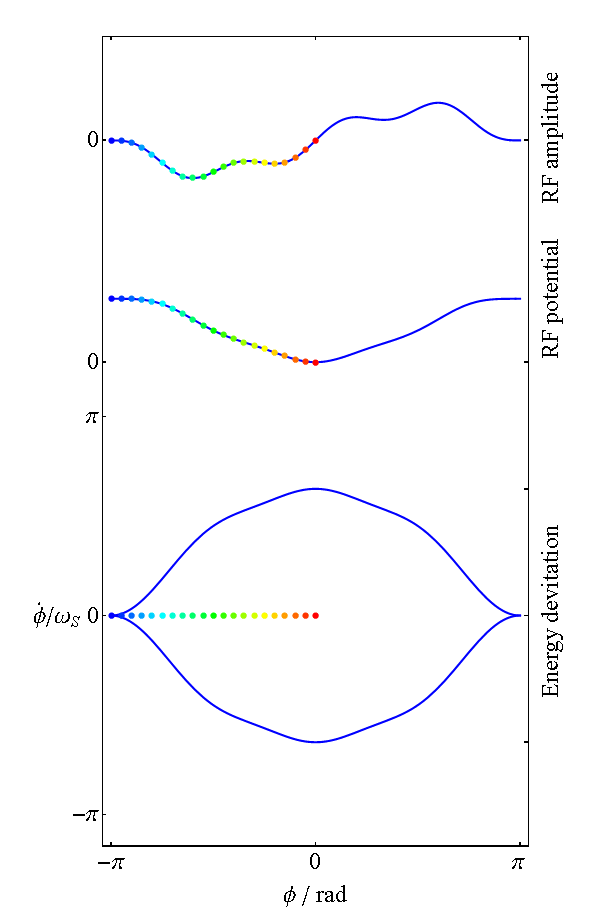 0
RF amplitude
RF potential
0
π
ϕ̇/ω_S 0
Energy devitation
−π
−π 0 π
ϕ / rad